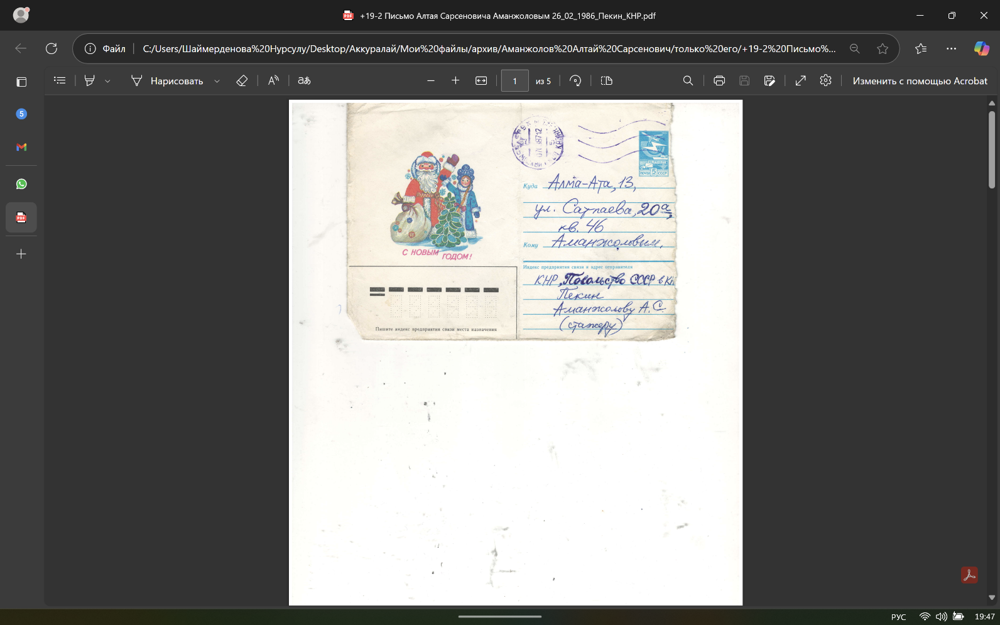 +19-2 Письмо Алтая Сарсеновича Аманжоловым 26_02_1986_Пекин_КНР.pdf
Файл
C:/Users/Шаймерденова%20Нурсулу/Desktop/Аккуралай/Мои%20файлы/архив/Аманжолов%20Алтай%20Сарсенович/только%20его/+19-2%20Письмо%...
Нарисовать
1 из 5
Изменить с помощью Acrobat
5
PDF
С НОВЫМ ГОДОМ!
ПОЧТА 5 СССР
Куда Алма-Ата, 13,
ул. Сатпаева, 20а,
кв. 46
Кому Аманжоловым,
Индекс предприятия связи и адрес отправителя
КНР, Посольство СССР в
Пекин
Аманжолову А. С.
(стажеру)
Пишите индекс предприятия связи места назначения
РУС
19:47